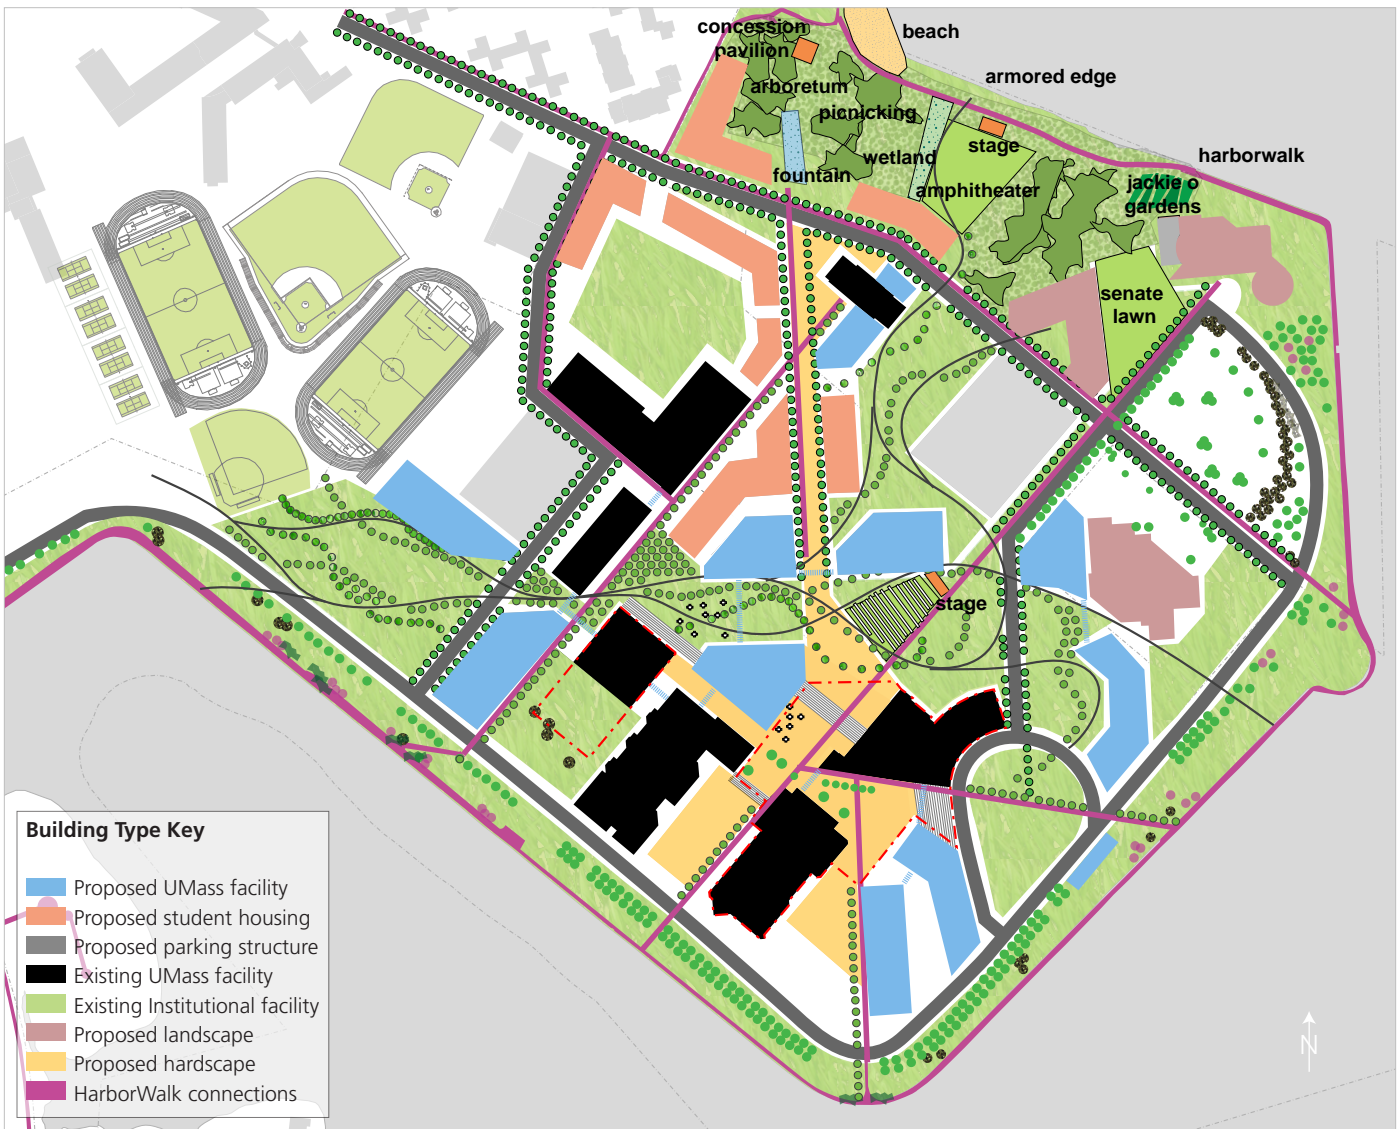 concession
pavilion
beach
armored edge
arboretum
picnicking
stage
wetland
harborwalk
fountain
amphitheater
jackie o
gardens
senate
lawn
stage
Building Type Key
Proposed UMass facility
Proposed student housing
Proposed parking structure
Existing UMass facility
Existing Institutional facility
Proposed landscape
Proposed hardscape
HarborWalk connections
N